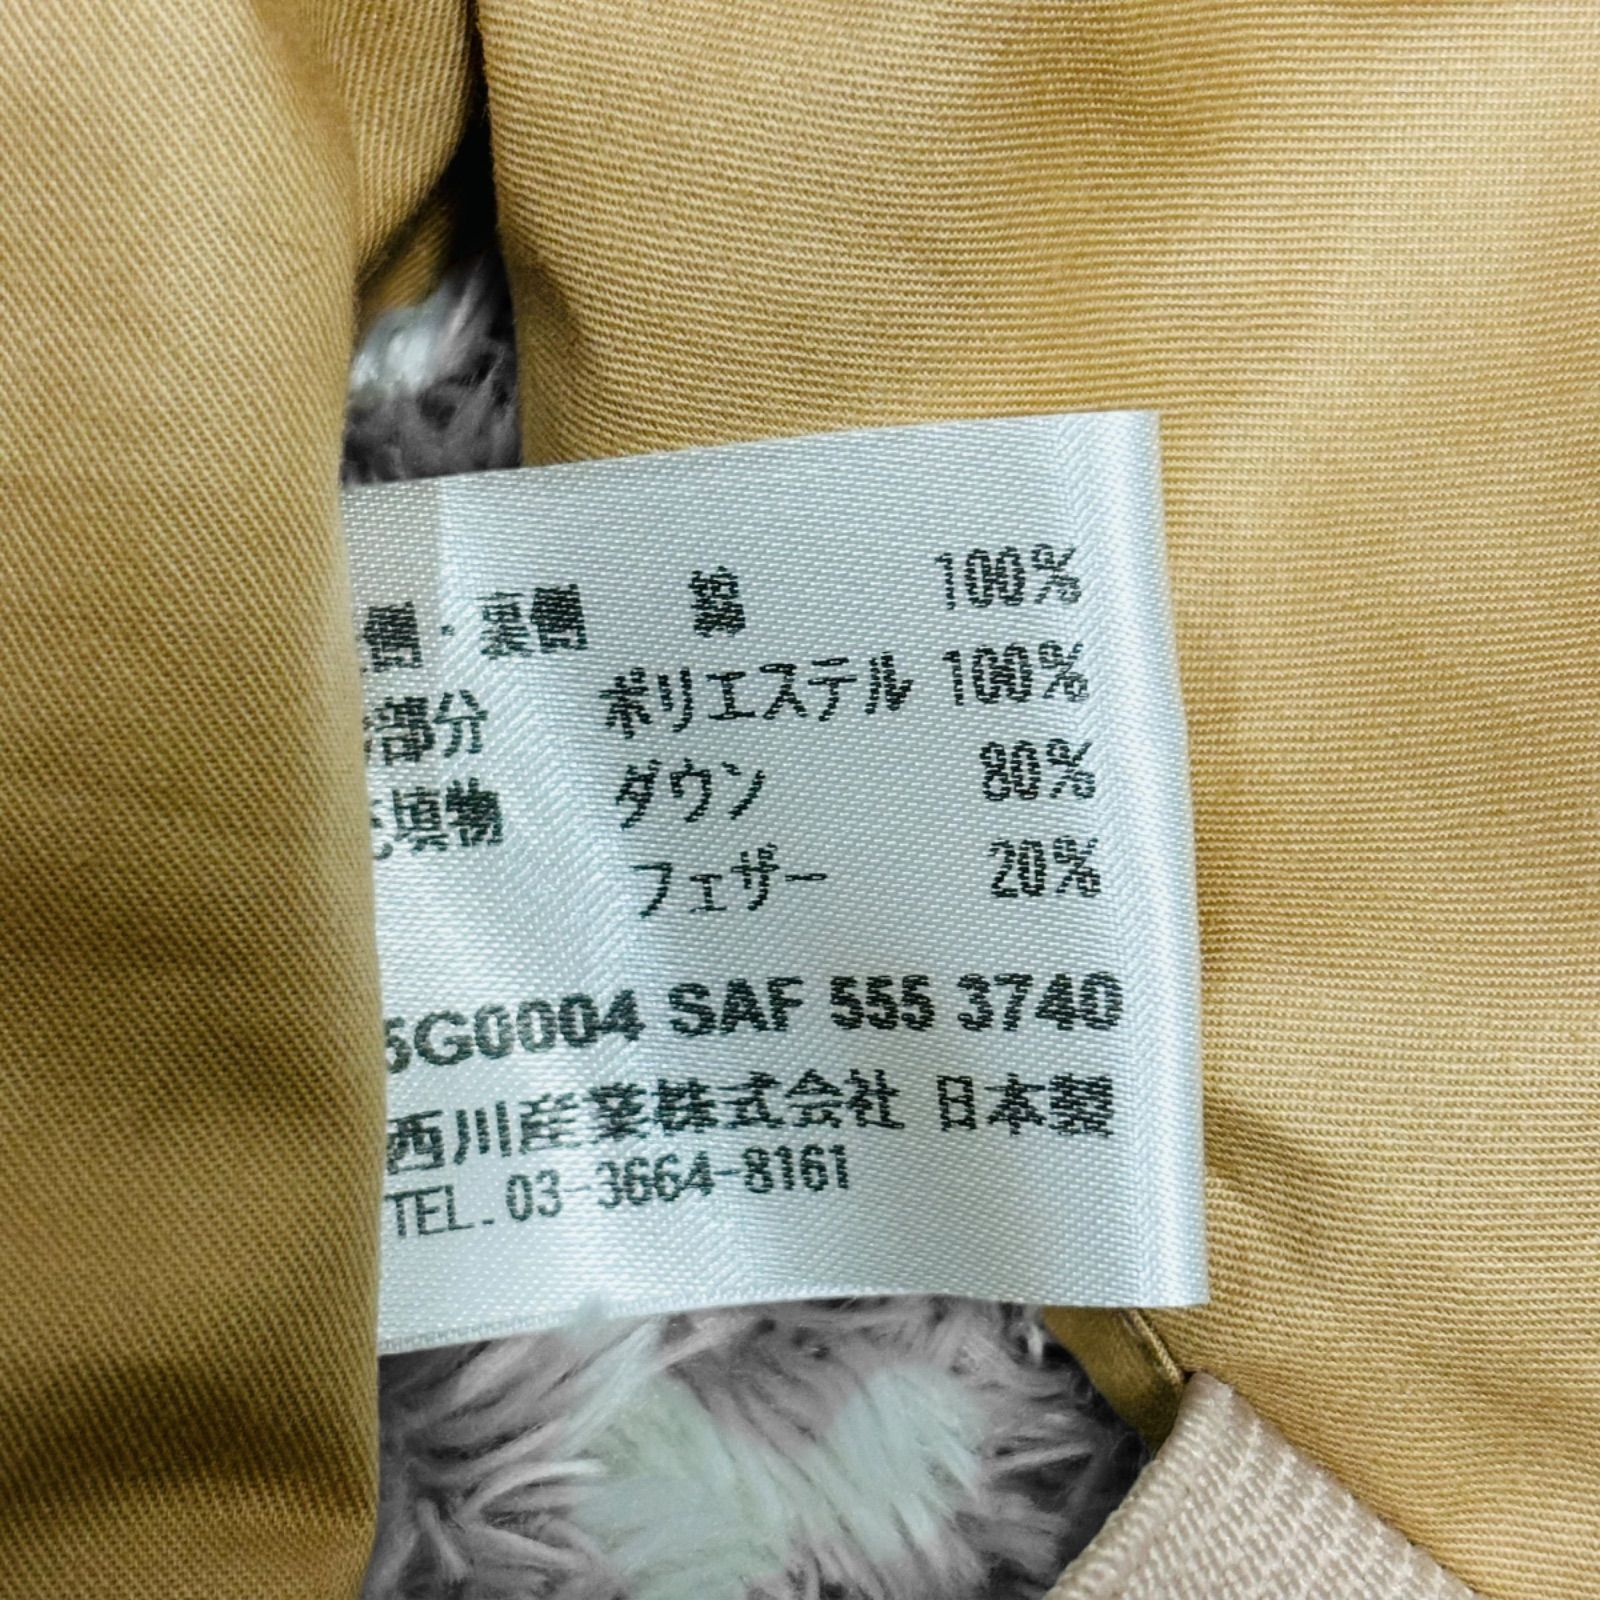 側・裏側 綿 100%
部分 ポリエステル 100%
充填物 ダウン 80%
フェザー 20%
5G0004 SAF 555 3740
西川産業株式会社 日本製
TEL. 03-3664-8161